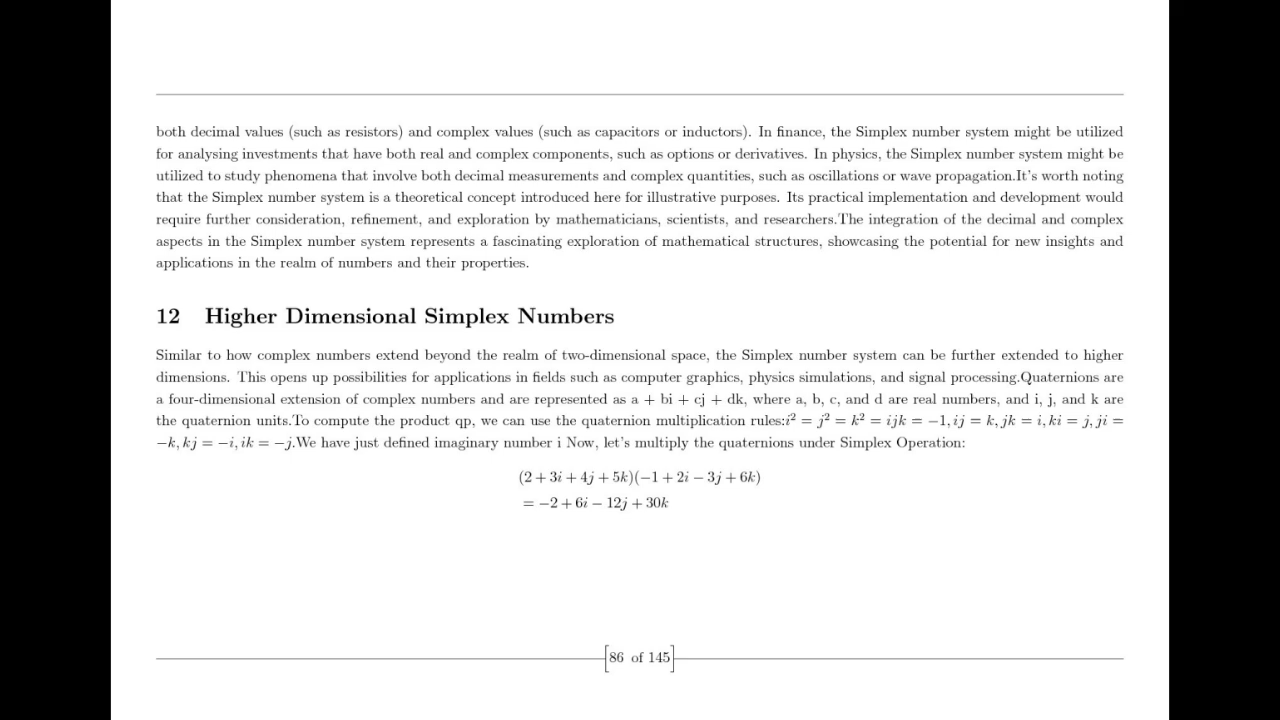 both decimal values (such as resistors) and complex values (such as capacitors or inductors). In finance, the Simplex number system might be utilized
for analysing investments that have both real and complex components, such as options or derivatives. In physics, the Simplex number system might be
utilized to study phenomena that involve both decimal measurements and complex quantities, such as oscillations or wave propagation.It's worth noting
that the Simplex number system is a theoretical concept introduced here for illustrative purposes. Its practical implementation and development would
require further consideration, refinement, and exploration by mathematicians, scientists, and researchers.The integration of the decimal and complex
aspects in the Simplex number system represents a fascinating exploration of mathematical structures, showcasing the potential for new insights and
applications in the realm of numbers and their properties.
12 Higher Dimensional Simplex Numbers
Similar to how complex numbers extend beyond the realm of two-dimensional space, the Simplex number system can be further extended to higher
dimensions. This opens up possibilities for applications in fields such as computer graphics, physics simulations, and signal processing.Quaternions are
a four-dimensional extension of complex numbers and are represented as a + bi + cj + dk, where a, b, c, and d are real numbers, and i, j, and k are
the quaternion units.To compute the product qp, we can use the quaternion multiplication rules:i² = j² = k² = ijk = −1, ij = k, jk = i, ki = j, ji =
−k, kj = −i, ik = −j.We have just defined imaginary number i Now, let's multiply the quaternions under Simplex Operation:
(2 + 3i + 4j + 5k)(−1 + 2i − 3j + 6k)
= −2 + 6i − 12j + 30k
86 of 145